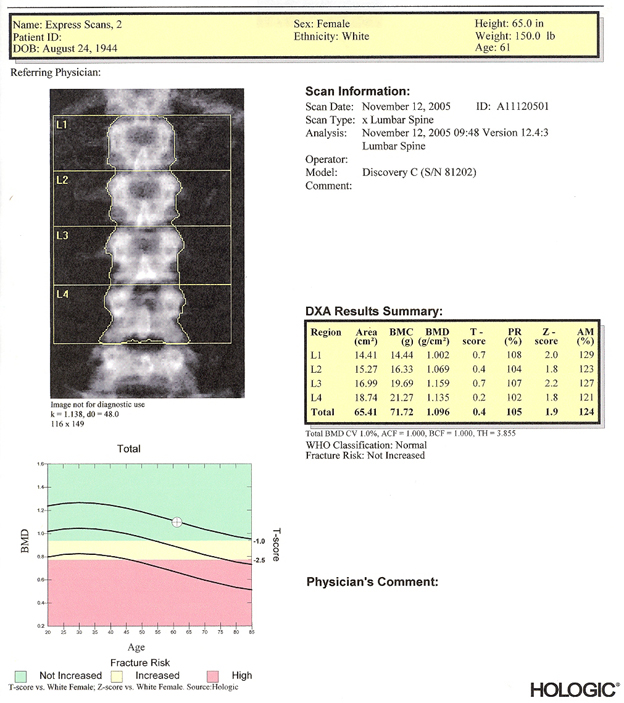 Name: Express Scans, 2
Patient ID:
DOB: August 24, 1944
Sex: Female
Ethnicity: White
Height: 65.0 in
Weight: 150.0 lb
Age: 61
Referring Physician:
L1
L2
L3
L4
Image not for diagnostic use
k = 1.138, d0 = 48.0
116 x 149
Scan Information:
Scan Date: November 12, 2005 ID: A11120501
Scan Type: x Lumbar Spine
Analysis: November 12, 2005 09:48 Version 12.4:3
Lumbar Spine
Operator:
Model: Discovery C (S/N 81202)
Comment:
DXA Results Summary:
Region Area BMC BMD T - PR Z - AM
(cm²) (g) (g/cm²) score (%) score (%)
L1 14.41 14.44 1.002 0.7 108 2.0 129
L2 15.27 16.33 1.069 0.4 104 1.8 123
L3 16.99 19.69 1.159 0.7 107 2.2 127
L4 18.74 21.27 1.135 0.2 102 1.8 121
Total 65.41 71.72 1.096 0.4 105 1.9 124
Total BMD CV 1.0%, ACF = 1.000, BCF = 1.000, TH = 3.855
WHO Classification: Normal
Fracture Risk: Not Increased
Total
1.6
1.4
1.2
1.0
0.8
0.6
0.4
0.2
BMD
-1.0
-2.5
T-score
20 25 30 35 40 45 50 55 60 65 70 75 80 85
Age
Fracture Risk
Not Increased Increased High
T-score vs. White Female; Z-score vs. White Female. Source:Hologic
Physician's Comment:
HOLOGIC®